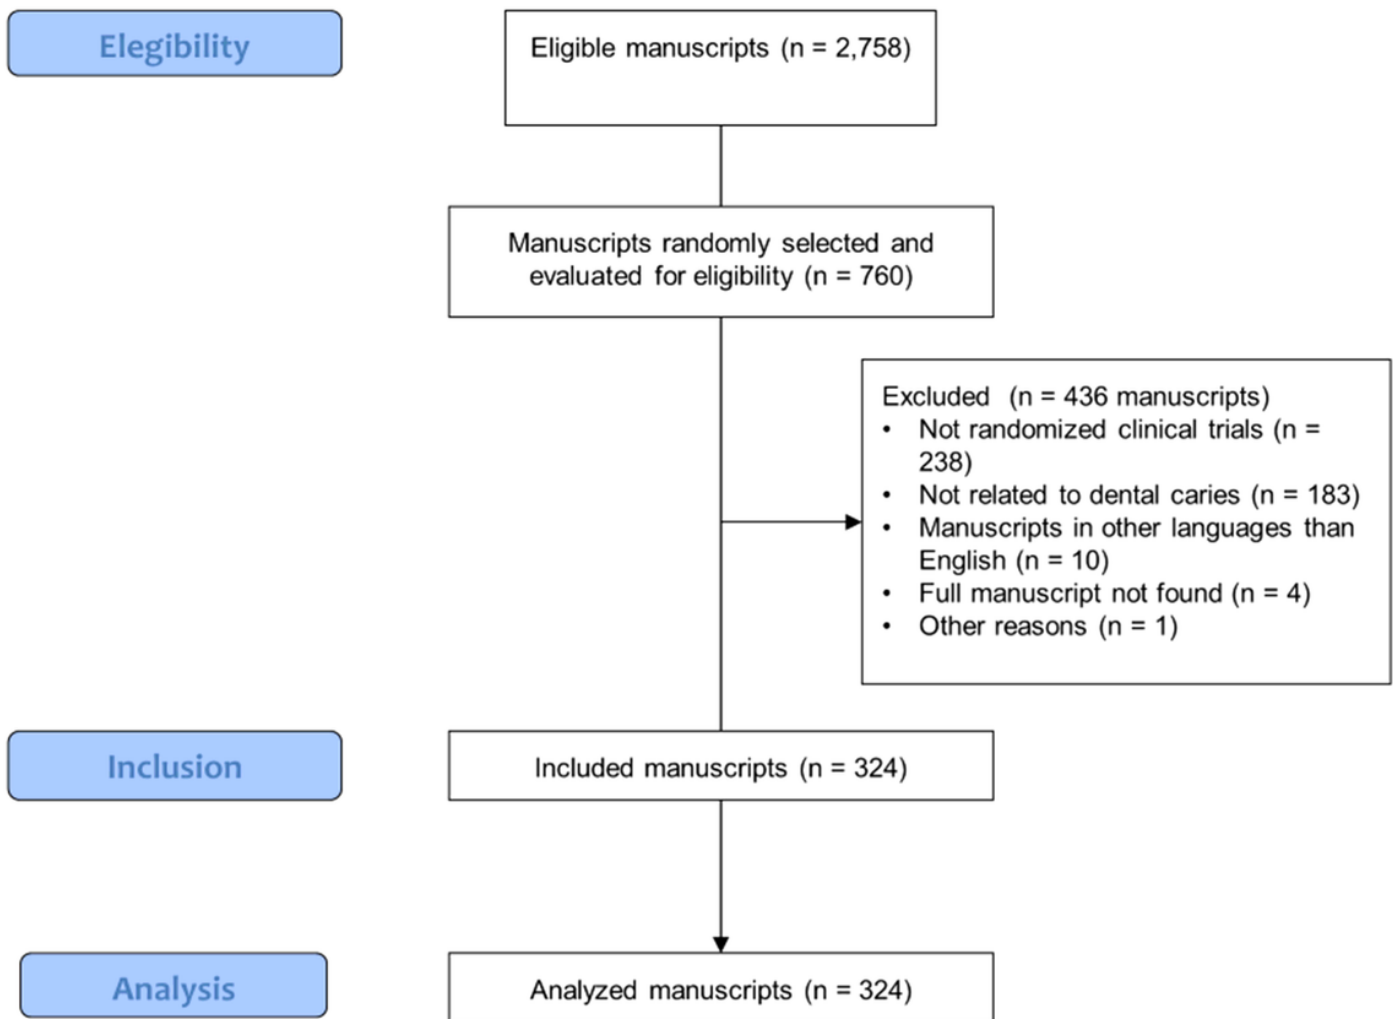 Elegibility
Eligible manuscripts (n = 2,758)
Manuscripts randomly selected and
evaluated for eligibility (n = 760)
Excluded (n = 436 manuscripts)
• Not randomized clinical trials (n =
238)
• Not related to dental caries (n = 183)
• Manuscripts in other languages than
English (n = 10)
• Full manuscript not found (n = 4)
• Other reasons (n = 1)
Inclusion
Included manuscripts (n = 324)
Analysis
Analyzed manuscripts (n = 324)